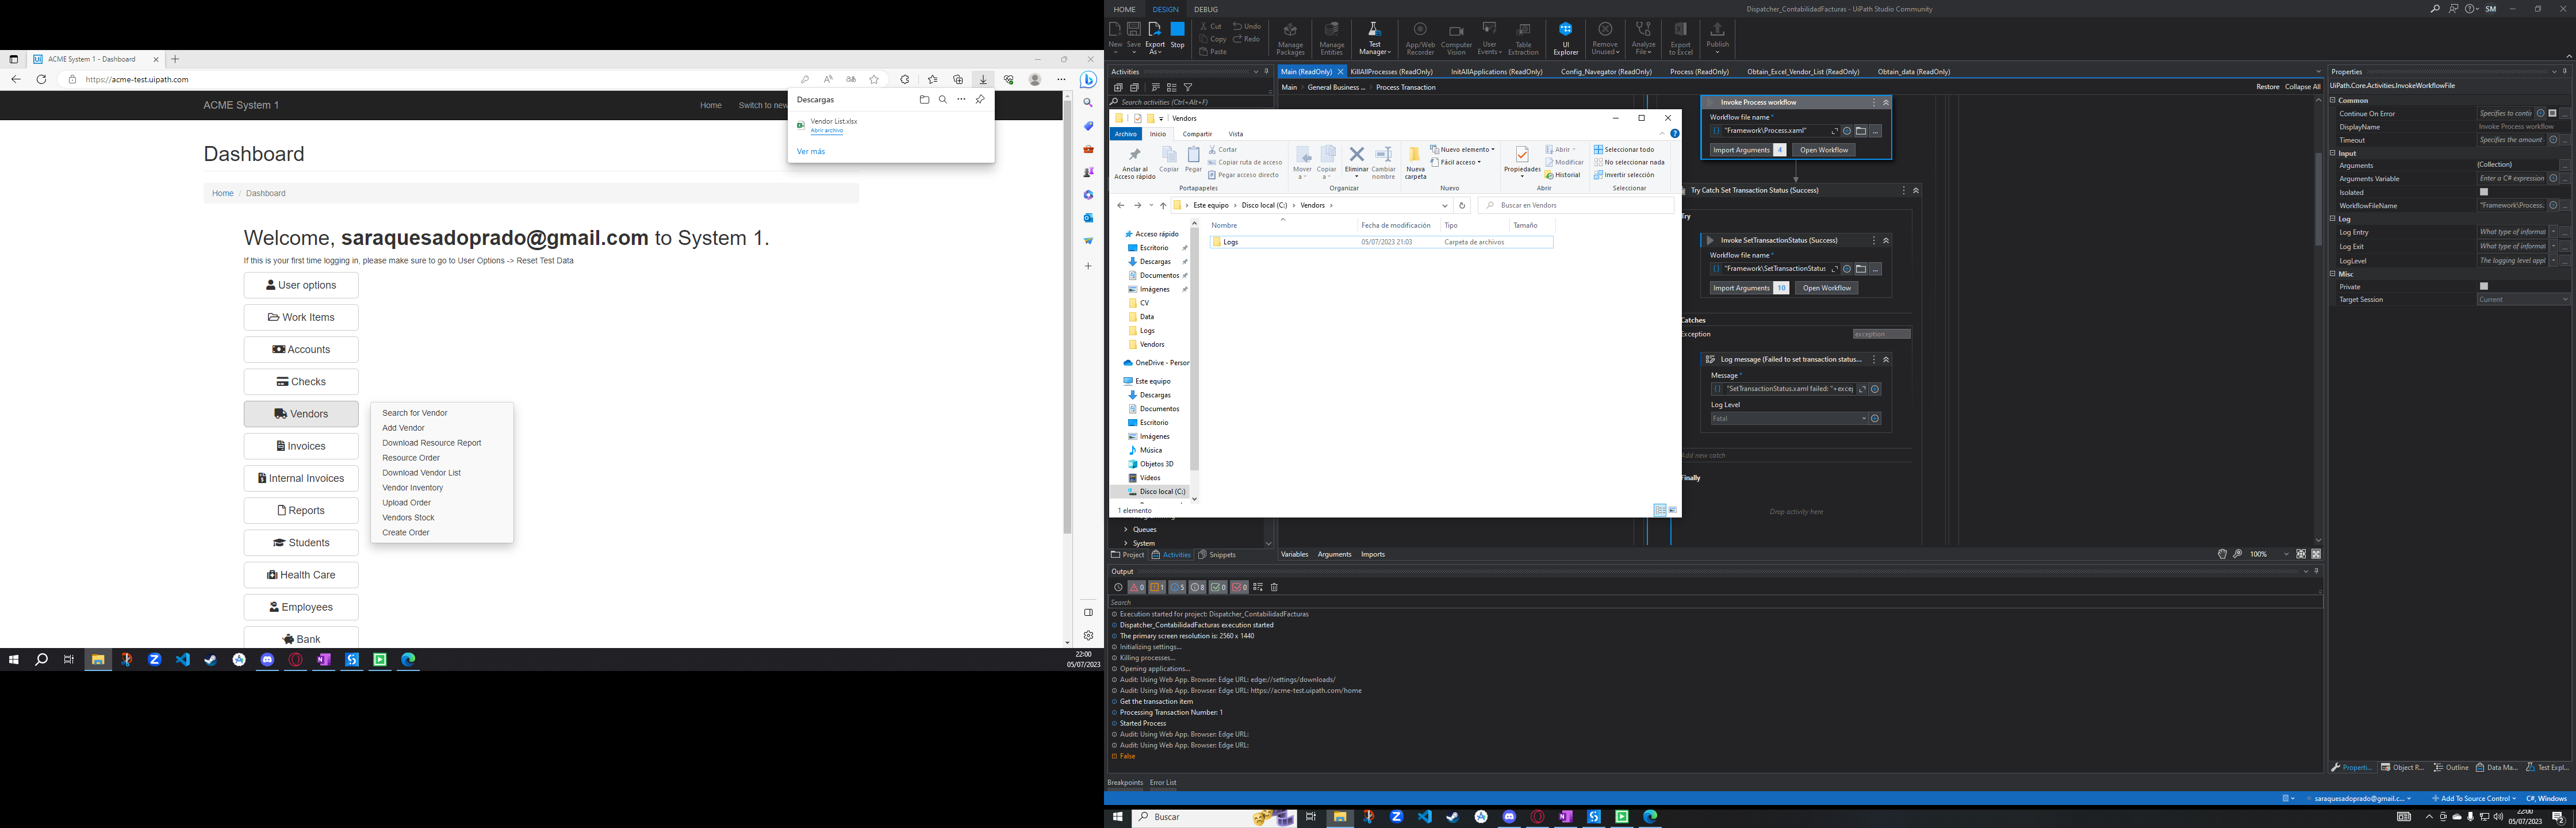 ACME System 1 - Dashboard
https://acme-test.uipath.com
ACME System 1
Home
Switch to new
Descargas
Vendor List.xlsx
Abrir archivo
Ver más
Dashboard
Home / Dashboard
Welcome, saraquesadoprado@gmail.com to System 1.
If this is your first time logging in, please make sure to go to User Options -> Reset Test Data
User options
Work Items
Accounts
Checks
Vendors
Invoices
Internal Invoices
Reports
Students
Health Care
Employees
Bank
Search for Vendor
Add Vendor
Download Resource Report
Resource Order
Download Vendor List
Vendor Inventory
Upload Order
Vendors Stock
Create Order
22:00
05/07/2023
HOME DESIGN DEBUG
Dispatcher_ContabilidadFacturas - UiPath Studio Community
SM
New
Save
Export As
Stop
Cut
Copy
Paste
Undo
Redo
Manage Packages
Manage Entities
Test Manager
App/Web Recorder
Computer Vision
User Events
Table Extraction
UI Explorer
Remove Unused
Analyze File
Export to Excel
Publish
Activities
Search activities (Ctrl+Alt+F)
Main (ReadOnly)
KillAllProcesses (ReadOnly)
InitAllApplications (ReadOnly)
Config_Navegator (ReadOnly)
Process (ReadOnly)
Obtain_Excel_Vendor_List (ReadOnly)
Obtain_data (ReadOnly)
Main > General Business ... > Process Transaction
Restore Collapse All
Vendors
Archivo Inicio Compartir Vista
Anclar al Acceso rápido
Copiar
Pegar
Cortar
Copiar ruta de acceso
Pegar acceso directo
Portapapeles
Mover a
Copiar a
Eliminar
Cambiar nombre
Organizar
Nueva carpeta
Nuevo elemento
Fácil acceso
Nuevo
Propiedades
Abrir
Modificar
Historial
Abrir
Seleccionar todo
No seleccionar nada
Invertir selección
Seleccionar
Este equipo > Disco local (C:) > Vendors >
Buscar en Vendors
Nombre
Fecha de modificación
Tipo
Tamaño
Logs
05/07/2023 21:03
Carpeta de archivos
Acceso rápido
Escritorio
Descargas
Documentos
Imágenes
CV
Data
Logs
Vendors
OneDrive - Person
Este equipo
Descargas
Documentos
Escritorio
Imágenes
Música
Objetos 3D
Vídeos
Disco local (C:)
1 elemento
Queues
System
Project Activities Snippets
Invoke Process workflow
Workflow file name *
"Framework\Process.xaml"
Import Arguments 4
Open Workflow
Try Catch Set Transaction Status (Success)
Try
Invoke SetTransactionStatus (Success)
Workflow file name *
"Framework\SetTransactionStatus
Import Arguments 10
Open Workflow
Catches
Exception
exception
Log message (Failed to set transaction status...
Message *
"SetTransactionStatus.xaml failed: "+excep
Log Level
Fatal
Add new catch
Finally
Drop activity here
Variables Arguments Imports
100%
Output
0 1 5 8 0 0
Search
Execution started for project: Dispatcher_ContabilidadFacturas
Dispatcher_ContabilidadFacturas execution started
The primary screen resolution is: 2560 x 1440
Initializing settings...
Killing processes...
Opening applications...
Audit: Using Web App. Browser: Edge URL: edge://settings/downloads/
Audit: Using Web App. Browser: Edge URL: https://acme-test.uipath.com/home
Get the transaction item
Processing Transaction Number: 1
Started Process
Audit: Using Web App. Browser: Edge URL:
Audit: Using Web App. Browser: Edge URL:
False
Breakpoints Error List
Properties
UiPath.Core.Activities.InvokeWorkflowFile
Common
Continue On Error Specifies to contin
DisplayName Invoke Process workflow
Timeout Specifies the amount
Input
Arguments (Collection)
Arguments Variable Enter a C# expression
Isolated
WorkflowFileName "Framework\Process.
Log
Log Entry What type of informat
Log Exit What type of informat
LogLevel The logging level appl
Misc
Private
Target Session Current
Properti... Object R... Outline Data Ma... Test Expl...
saraquesadoprado@gmail.c...
Add To Source Control
C#, Windows
Buscar
22:00
05/07/2023
2